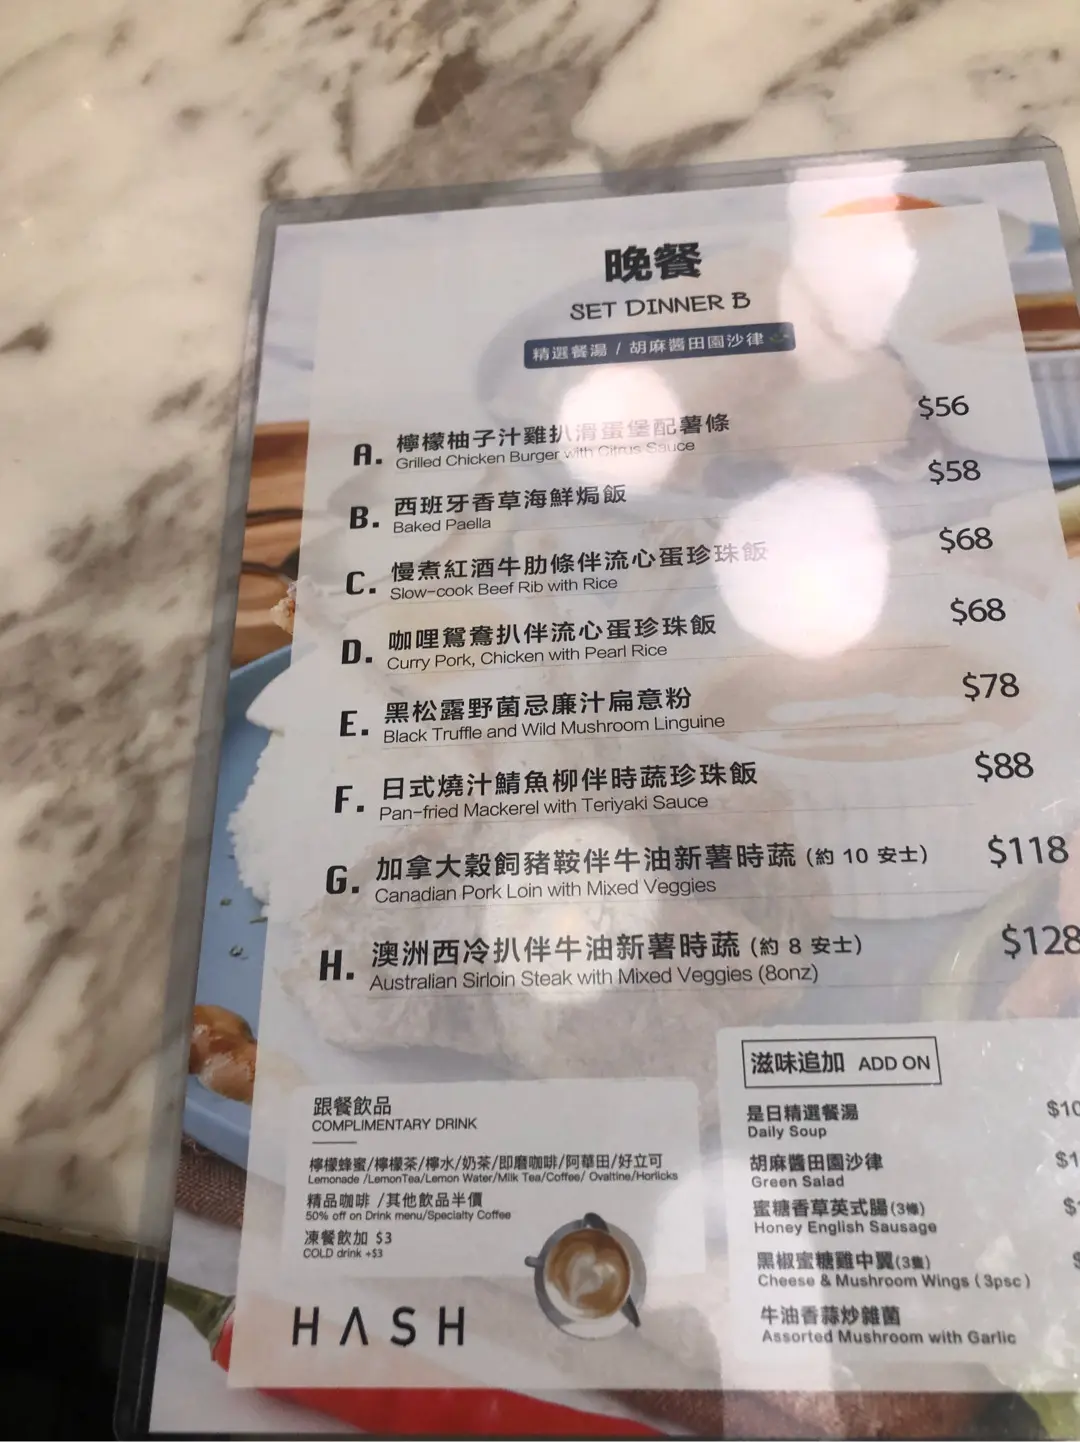 晚餐
SET DINNER B
精選餐湯 / 胡麻醬田園沙律
A. 檸檬柚子汁雞扒滑蛋堡配薯條 $56
Grilled Chicken Burger with Citrus Sauce
B. 西班牙香草海鮮焗飯 $58
Baked Paella
C. 慢煮紅酒牛肋條伴流心蛋珍珠飯 $68
Slow-cook Beef Rib with Rice
D. 咖哩鴛鴦扒伴流心蛋珍珠飯 $68
Curry Pork, Chicken with Pearl Rice
E. 黑松露野菌忌廉汁扁意粉 $78
Black Truffle and Wild Mushroom Linguine
F. 日式燒汁鯖魚柳伴時蔬珍珠飯 $88
Pan-fried Mackerel with Teriyaki Sauce
G. 加拿大穀飼豬鞍伴牛油新薯時蔬 (約 10 安士) $118
Canadian Pork Loin with Mixed Veggies
H. 澳洲西冷扒伴牛油新薯時蔬 (約 8 安士) $128
Australian Sirloin Steak with Mixed Veggies (8onz)
跟餐飲品
COMPLIMENTARY DRINK
檸檬蜂蜜/檸檬茶/檸水/奶茶/即磨咖啡/阿華田/好立可
Lemonade /LemonTea/Lemon Water/Milk Tea/Coffee/ Ovaltine/Horlicks
精品咖啡 /其他飲品半價
50% off on Drink menu/Specialty Coffee
凍餐飲加 $3
COLD drink +$3
HASH
滋味追加 ADD ON
是日精選餐湯
Daily Soup
胡麻醬田園沙律
Green Salad
蜜糖香草英式腸(3條)
Honey English Sausage
黑椒蜜糖雞中翼(3隻)
Cheese & Mushroom Wings (3psc)
牛油香蒜炒雜菌
Assorted Mushroom with Garlic